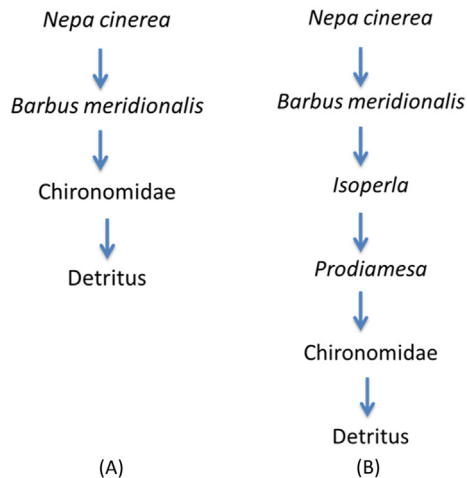 Nepa cinerea
Barbus meridionalis
Chironomidae
Detritus
(A)
Nepa cinerea
Barbus meridionalis
Isoperla
Prodiamesa
Chironomidae
Detritus
(B)